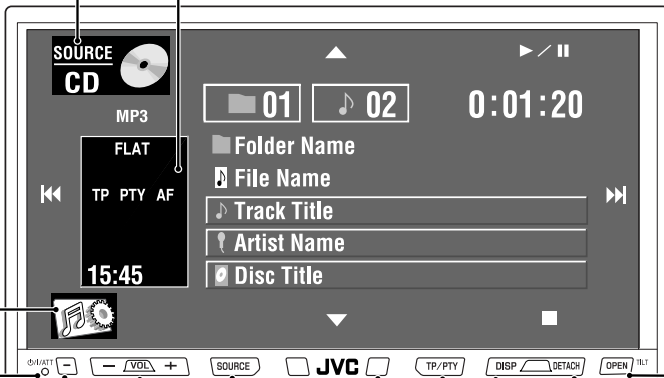 SOURCE
CD
MP3
01 02 0:01:20
FLAT
TP PTY AF
15:45
Folder Name
File Name
Track Title
Artist Name
Disc Title
⏻/I/ATT − − VOL + SOURCE JVC TP/PTY DISP DETACH OPEN TILT